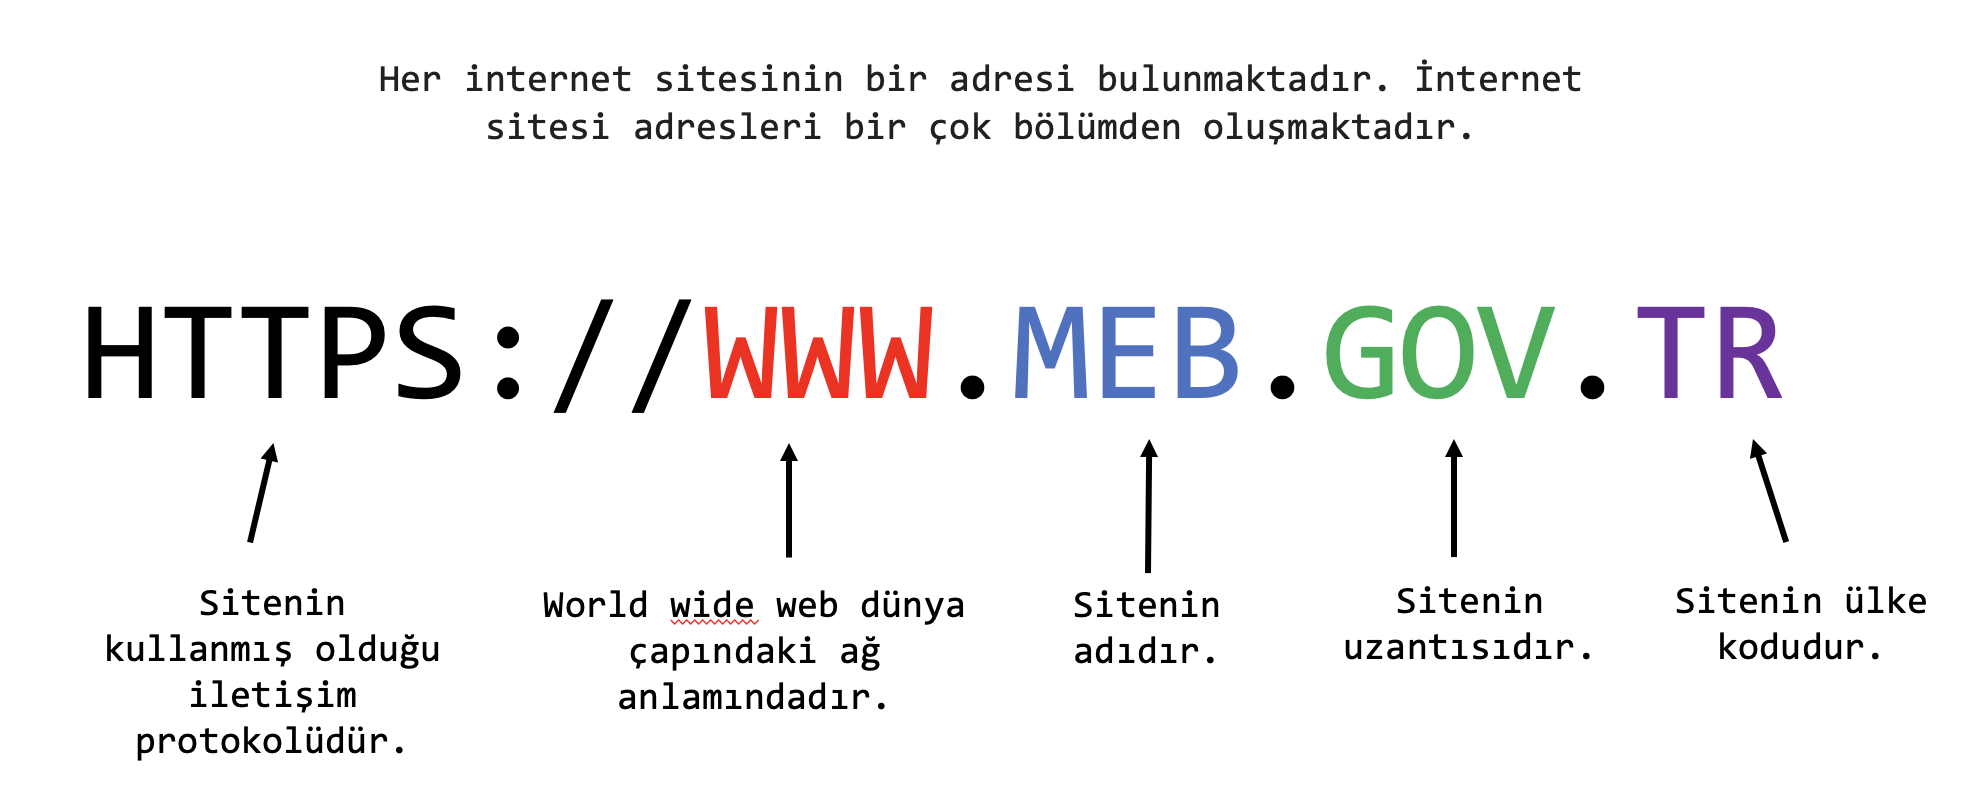 Her internet sitesinin bir adresi bulunmaktadır. İnternet
sitesi adresleri bir çok bölümden oluşmaktadır.
HTTPS://WWW.MEB.GOV.TR
Sitenin
kullanmış olduğu
iletişim
protokolüdür.
World wide web dünya
çapındaki ağ
anlamındadır.
Sitenin
adıdır.
Sitenin
uzantısıdır.
Sitenin ülke
kodudur.